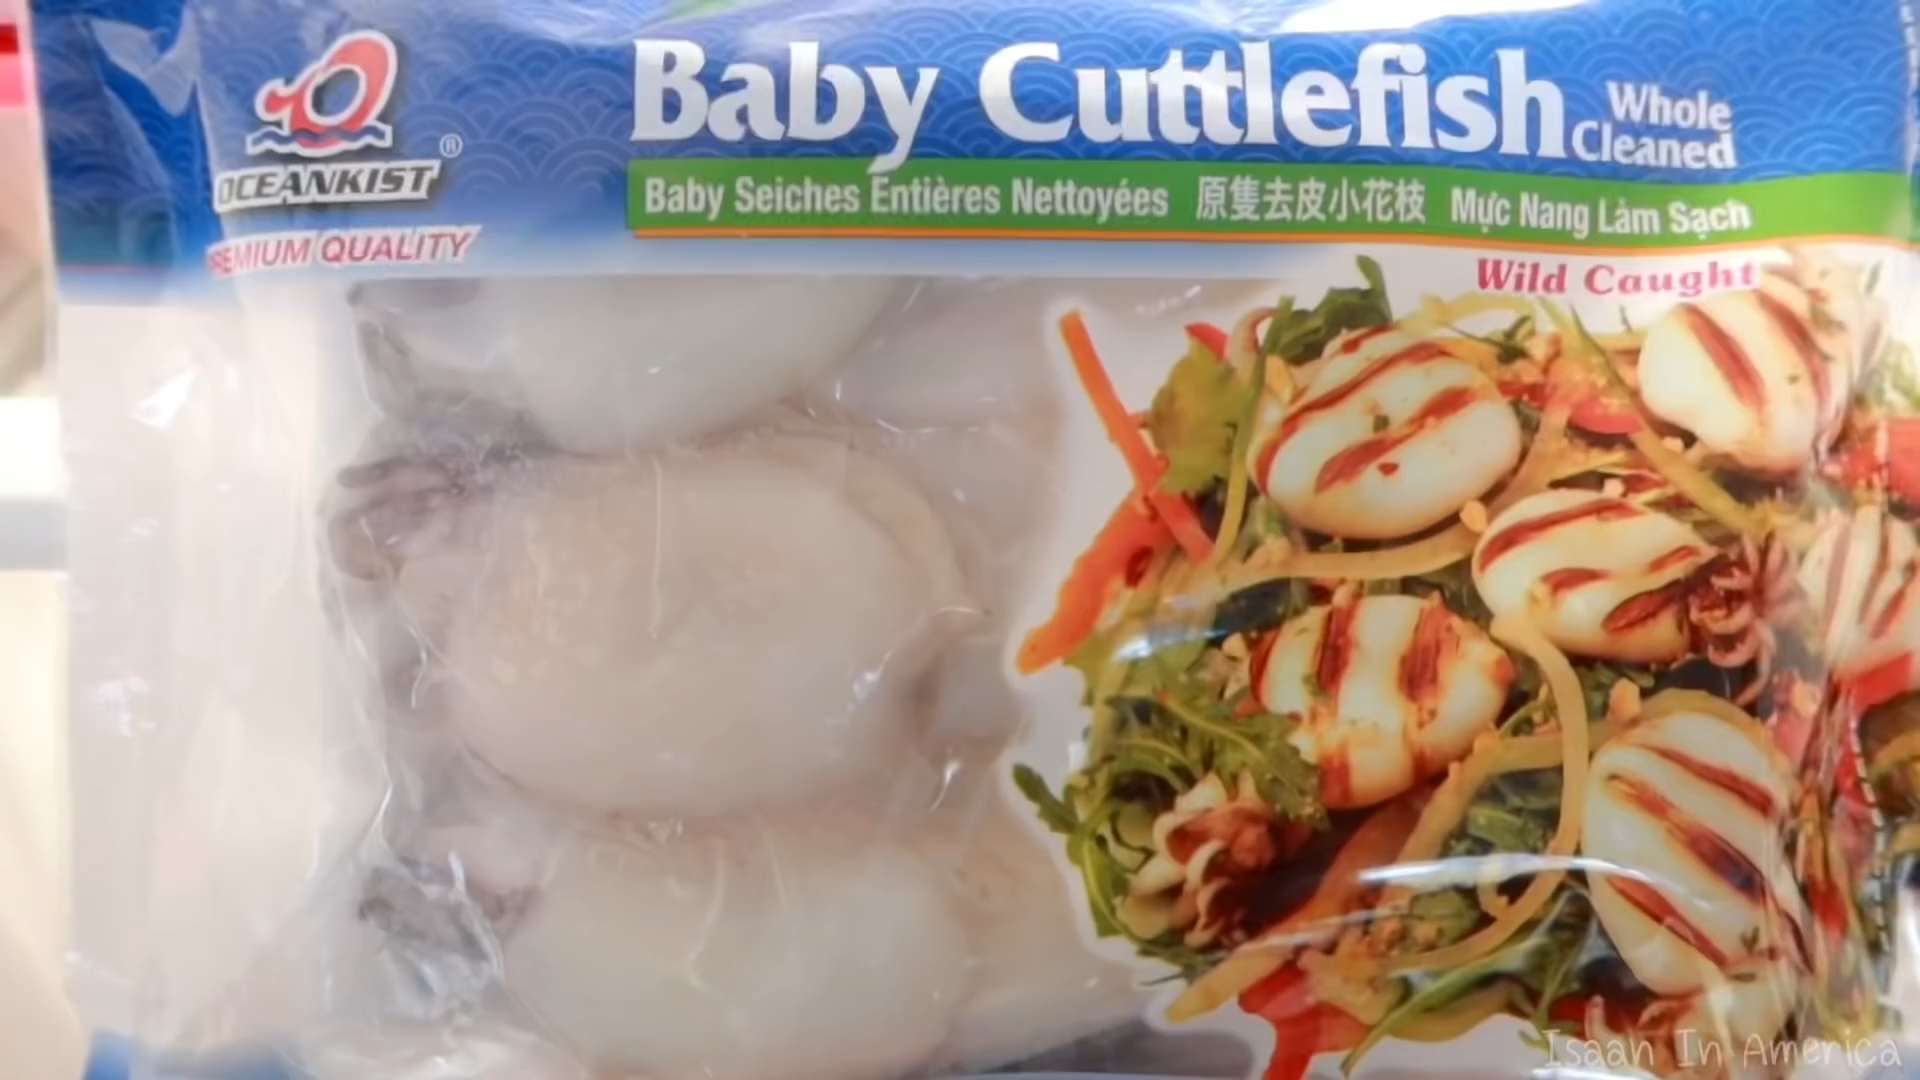 Baby Cuttlefish Whole Cleaned
OCEANKIST®
PREMIUM QUALITY
Baby Seiches Entières Nettoyées 原隻去皮小花枝 Mực Nang Làm Sạch
Wild Caught
Isaan In America